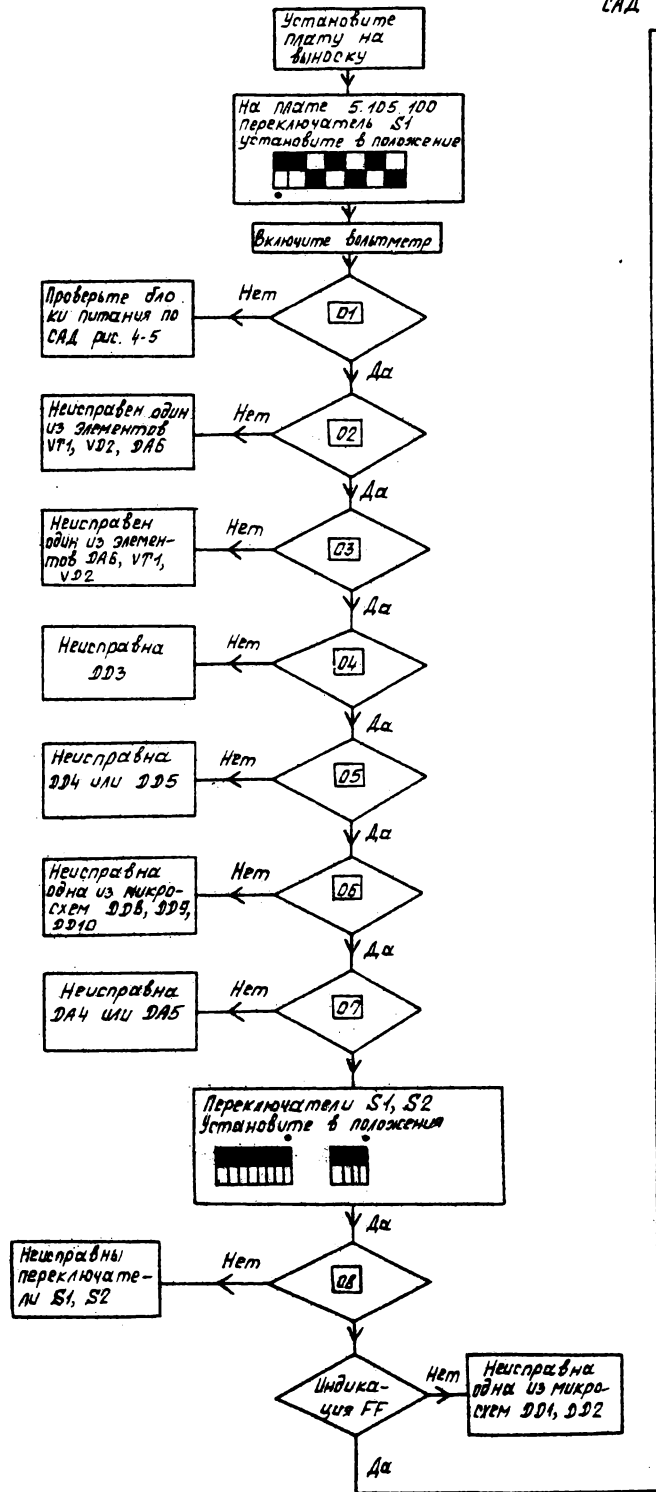 САД
Установите
плату на
выноску
На плате 5.105.100
переключатель S1
установите в положение
Включите вольтметр
01
Нет
Проверьте бло-
ки питания по
САД рис. 4-5
Да
02
Нет
Неисправен один
из элементов
VT1, VD2, DA6
Да
03
Нет
Неисправен
один из элемен-
тов DA6, VT1,
VD2
Да
04
Нет
Неисправна
DD3
Да
05
Нет
Неисправна
DD4 или DD5
Да
06
Нет
Неисправна
одна из микро-
схем DD8, DD9,
DD10
Да
07
Нет
Неисправна
DA4 или DA5
Переключатели S1, S2
Установите в положения
Да
08
Нет
Неисправны
переключате-
ли S1, S2
Индика-
ция FF
Нет
Неисправна
одна из микро-
схем DD1, DD2
Да